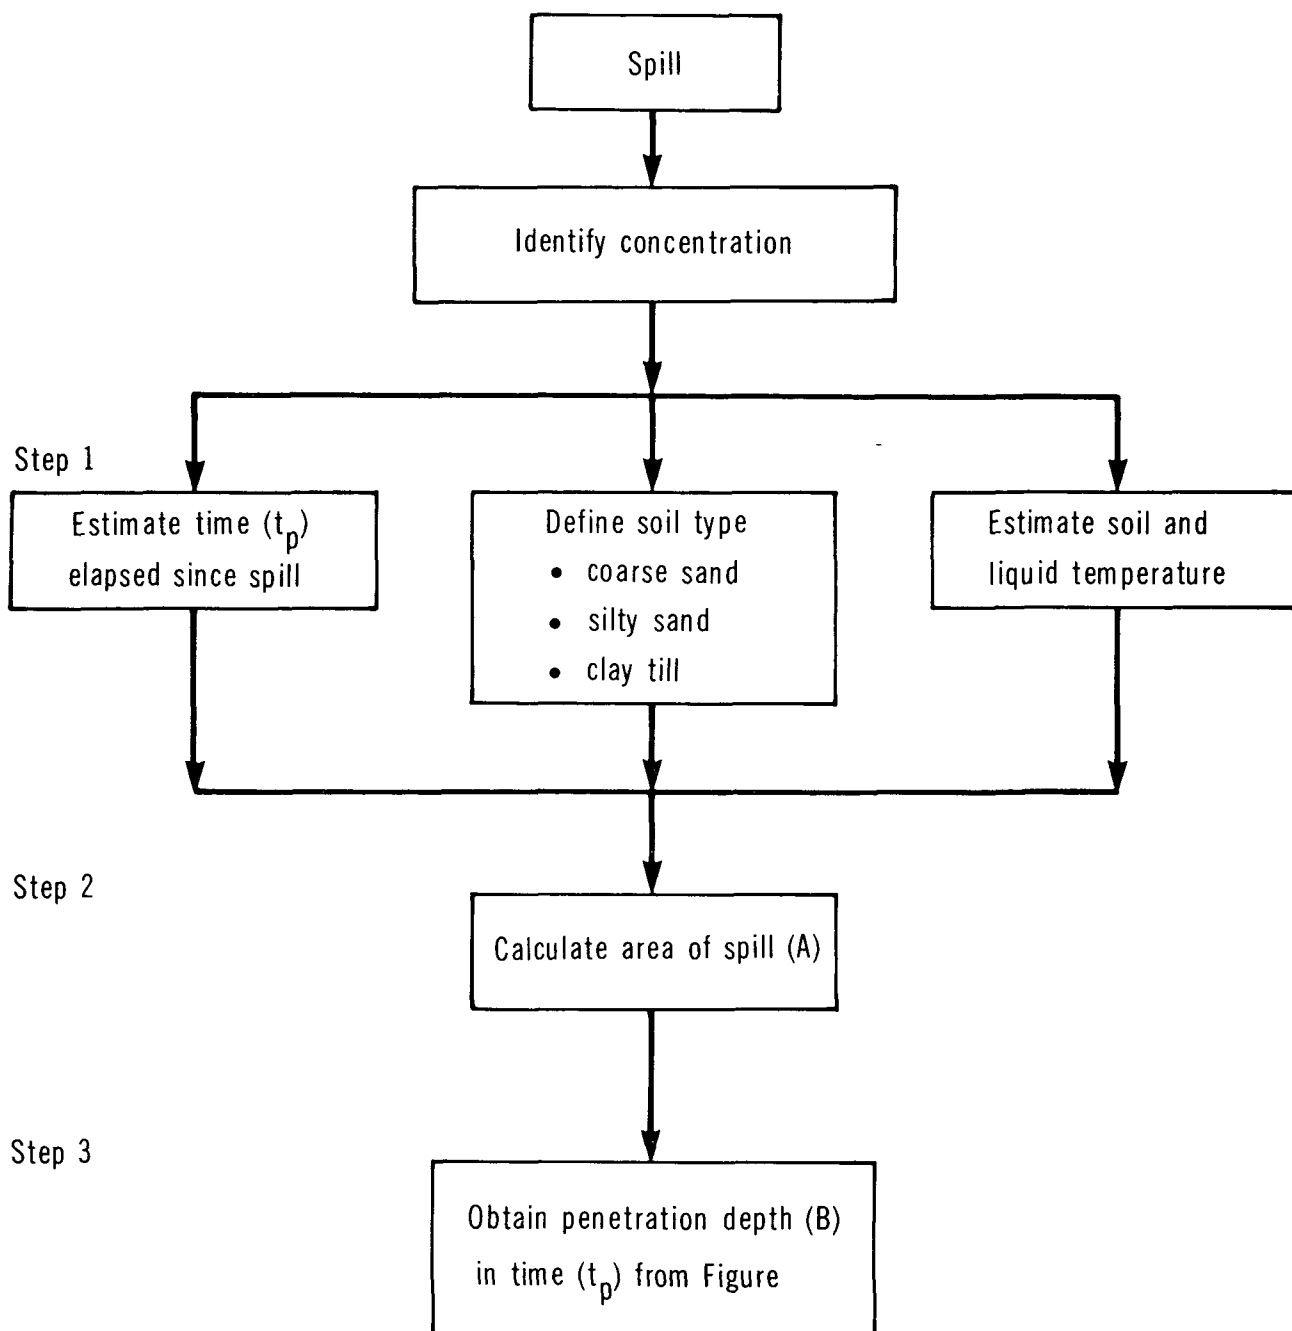 Spill
Identify concentration
Step 1
Estimate time (tp)
elapsed since spill
Define soil type
• coarse sand
• silty sand
• clay till
Estimate soil and
liquid temperature
Step 2
Calculate area of spill (A)
Step 3
Obtain penetration depth (B)
in time (tp) from Figure